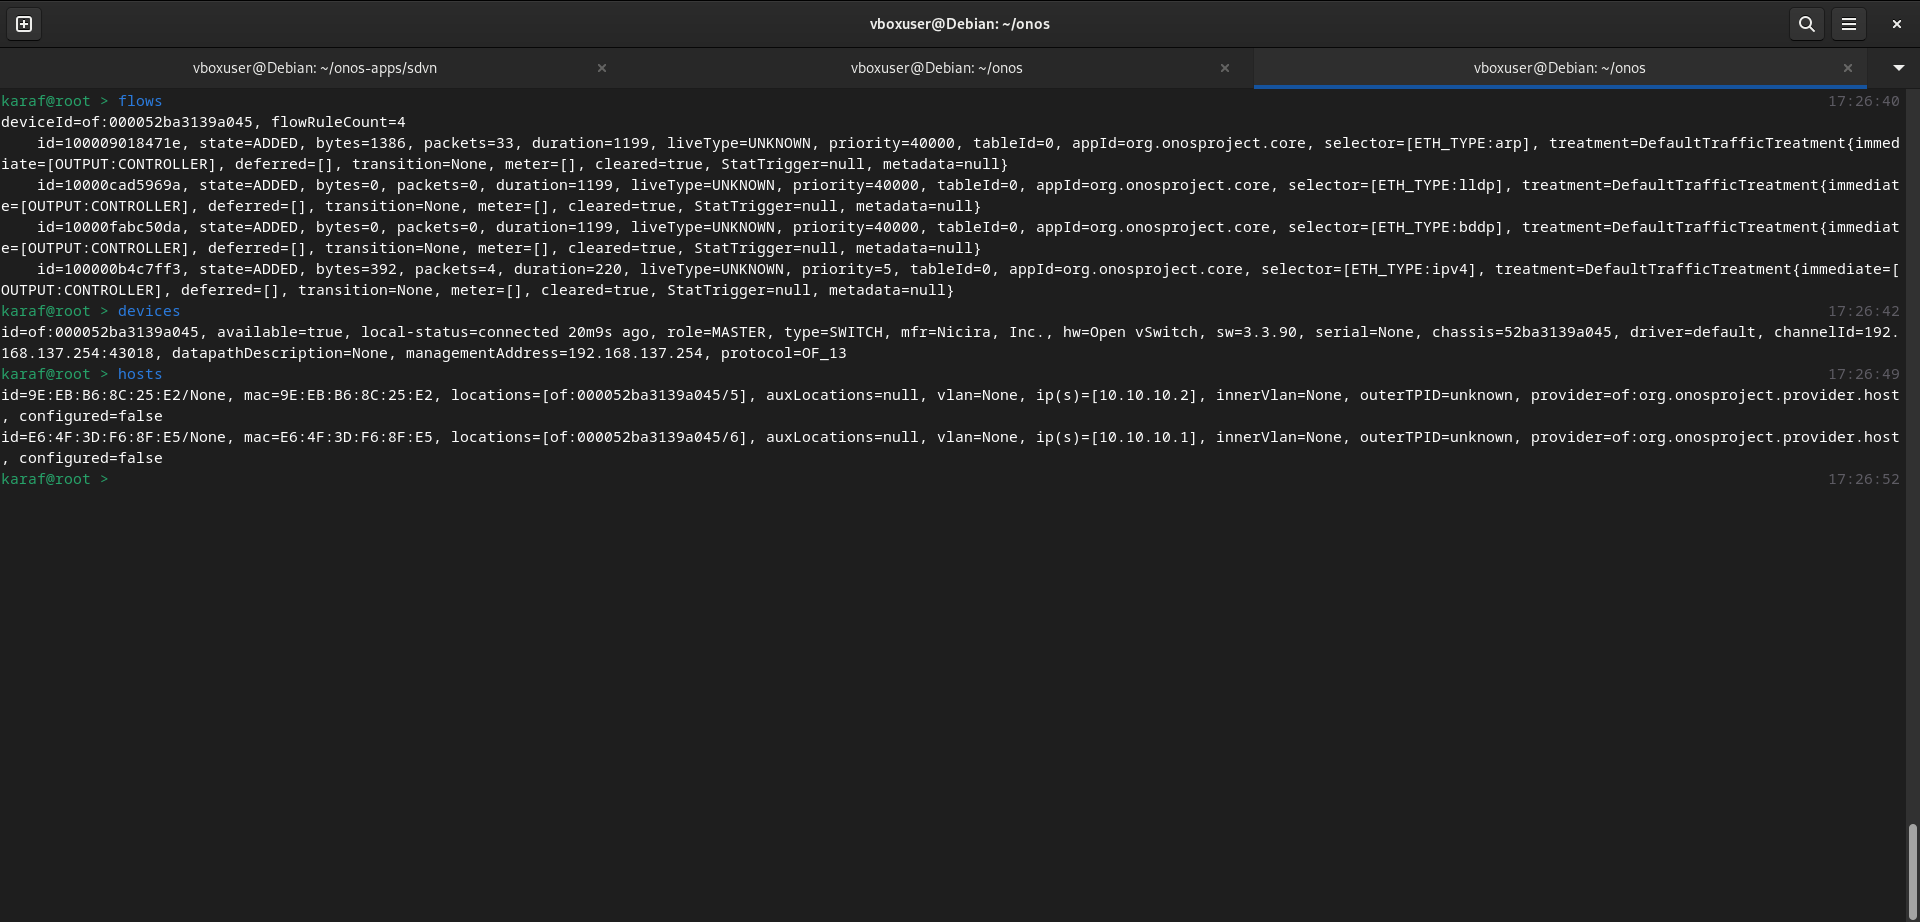 vboxuser@Debian: ~/onos
vboxuser@Debian: ~/onos-apps/sdvn
vboxuser@Debian: ~/onos
vboxuser@Debian: ~/onos
karaf@root > flows 17:26:40
deviceId=of:000052ba3139a045, flowRuleCount=4
    id=100009018471e, state=ADDED, bytes=1386, packets=33, duration=1199, liveType=UNKNOWN, priority=40000, tableId=0, appId=org.onosproject.core, selector=[ETH_TYPE:arp], treatment=DefaultTrafficTreatment{immed
iate=[OUTPUT:CONTROLLER], deferred=[], transition=None, meter=[], cleared=true, StatTrigger=null, metadata=null}
    id=10000cad5969a, state=ADDED, bytes=0, packets=0, duration=1199, liveType=UNKNOWN, priority=40000, tableId=0, appId=org.onosproject.core, selector=[ETH_TYPE:lldp], treatment=DefaultTrafficTreatment{immediat
e=[OUTPUT:CONTROLLER], deferred=[], transition=None, meter=[], cleared=true, StatTrigger=null, metadata=null}
    id=10000fabc50da, state=ADDED, bytes=0, packets=0, duration=1199, liveType=UNKNOWN, priority=40000, tableId=0, appId=org.onosproject.core, selector=[ETH_TYPE:bddp], treatment=DefaultTrafficTreatment{immediat
e=[OUTPUT:CONTROLLER], deferred=[], transition=None, meter=[], cleared=true, StatTrigger=null, metadata=null}
    id=100000b4c7ff3, state=ADDED, bytes=392, packets=4, duration=220, liveType=UNKNOWN, priority=5, tableId=0, appId=org.onosproject.core, selector=[ETH_TYPE:ipv4], treatment=DefaultTrafficTreatment{immediate=[
OUTPUT:CONTROLLER], deferred=[], transition=None, meter=[], cleared=true, StatTrigger=null, metadata=null}
karaf@root > devices 17:26:42
id=of:000052ba3139a045, available=true, local-status=connected 20m9s ago, role=MASTER, type=SWITCH, mfr=Nicira, Inc., hw=Open vSwitch, sw=3.3.90, serial=None, chassis=52ba3139a045, driver=default, channelId=192.
168.137.254:43018, datapathDescription=None, managementAddress=192.168.137.254, protocol=OF_13
karaf@root > hosts 17:26:49
id=9E:EB:B6:8C:25:E2/None, mac=9E:EB:B6:8C:25:E2, locations=[of:000052ba3139a045/5], auxLocations=null, vlan=None, ip(s)=[10.10.10.2], innerVlan=None, outerTPID=unknown, provider=of:org.onosproject.provider.host
, configured=false
id=E6:4F:3D:F6:8F:E5/None, mac=E6:4F:3D:F6:8F:E5, locations=[of:000052ba3139a045/6], auxLocations=null, vlan=None, ip(s)=[10.10.10.1], innerVlan=None, outerTPID=unknown, provider=of:org.onosproject.provider.host
, configured=false
karaf@root > 17:26:52